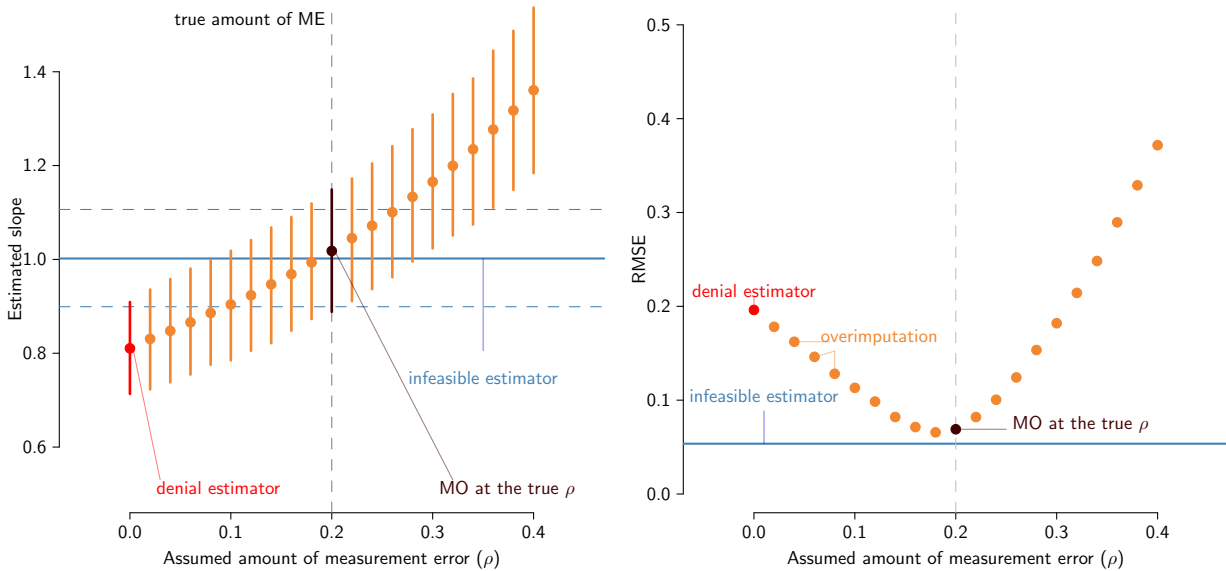 true amount of ME
Estimated slope
1.4
1.2
1.0
0.8
0.6
infeasible estimator
denial estimator
MO at the true ρ
0.0 0.1 0.2 0.3 0.4
Assumed amount of measurement error (ρ)
RMSE
0.5
0.4
0.3
0.2
0.1
0.0
denial estimator
overimputation
infeasible estimator
MO at the true ρ
0.0 0.1 0.2 0.3 0.4
Assumed amount of measurement error (ρ)